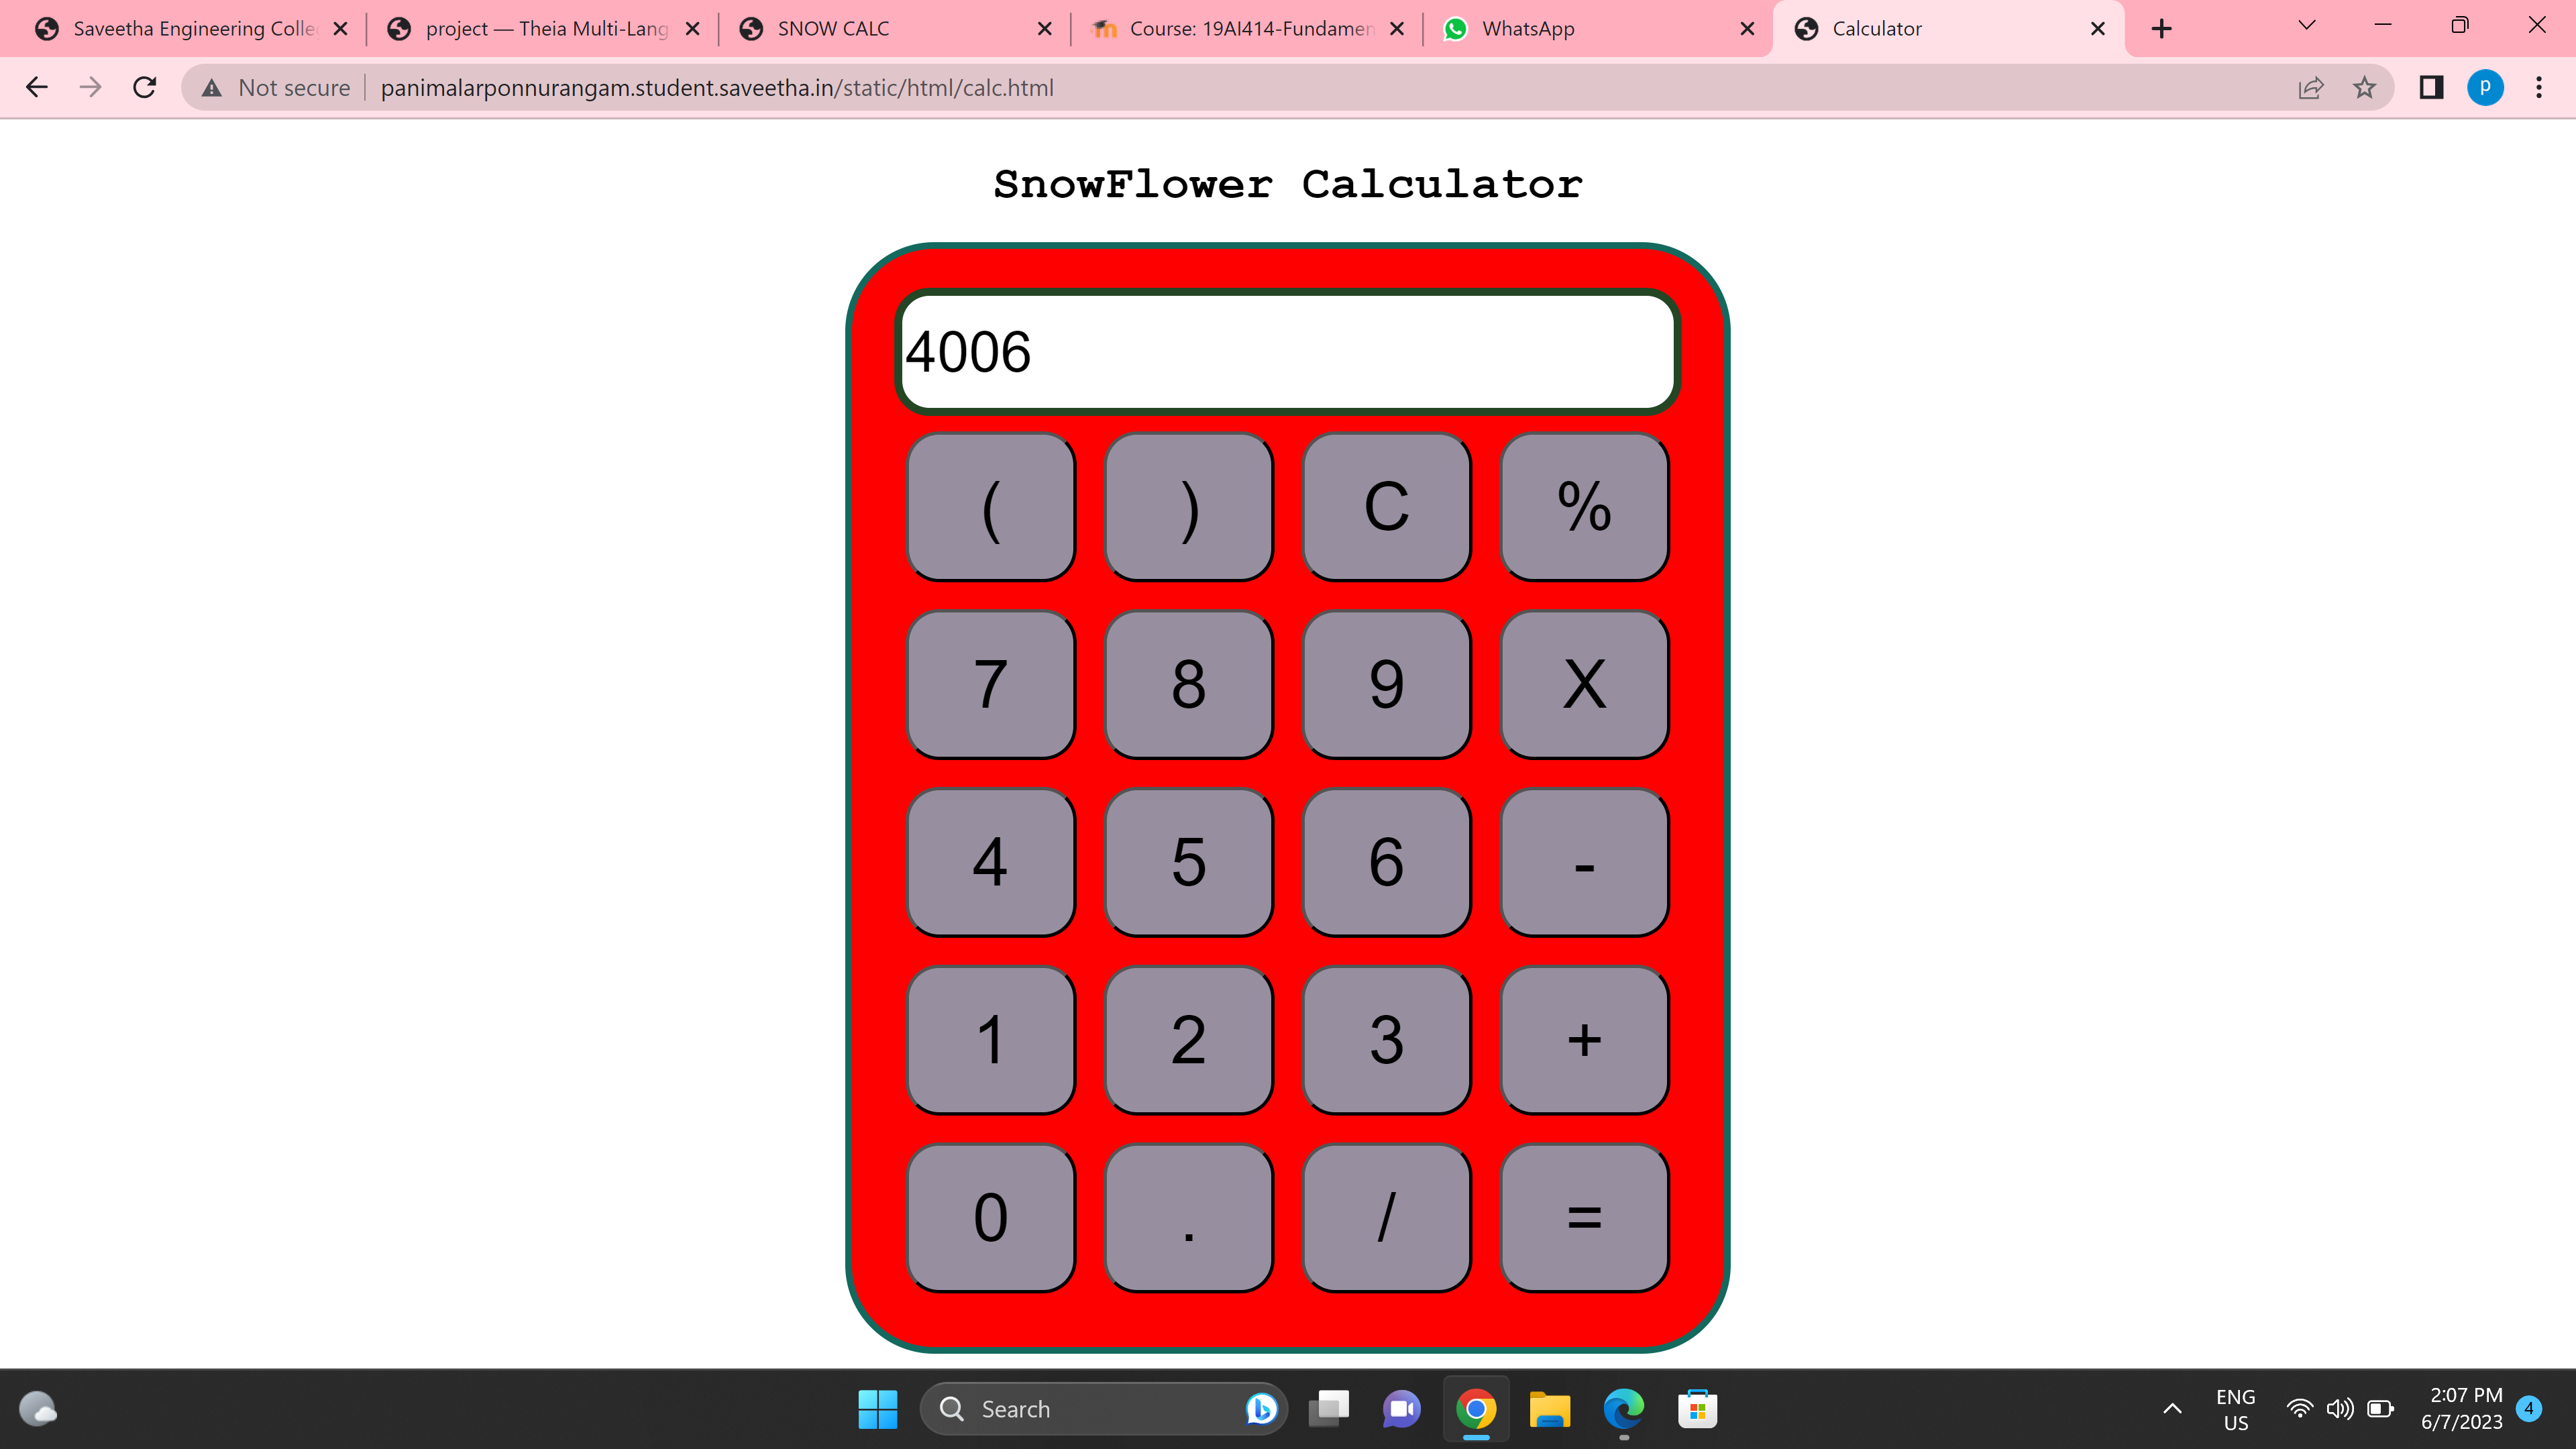 Saveetha Engineering Colle
project — Theia Multi-Lang
SNOW CALC
Course: 19AI414-Fundamen
WhatsApp
Calculator
Not secure
panimalarponnurangam.student.saveetha.in/static/html/calc.html
p
SnowFlower Calculator
4006
( ) C %
7 8 9 X
4 5 6 -
1 2 3 +
0 . / =
Search
ENG
US
2:07 PM
6/7/2023
4